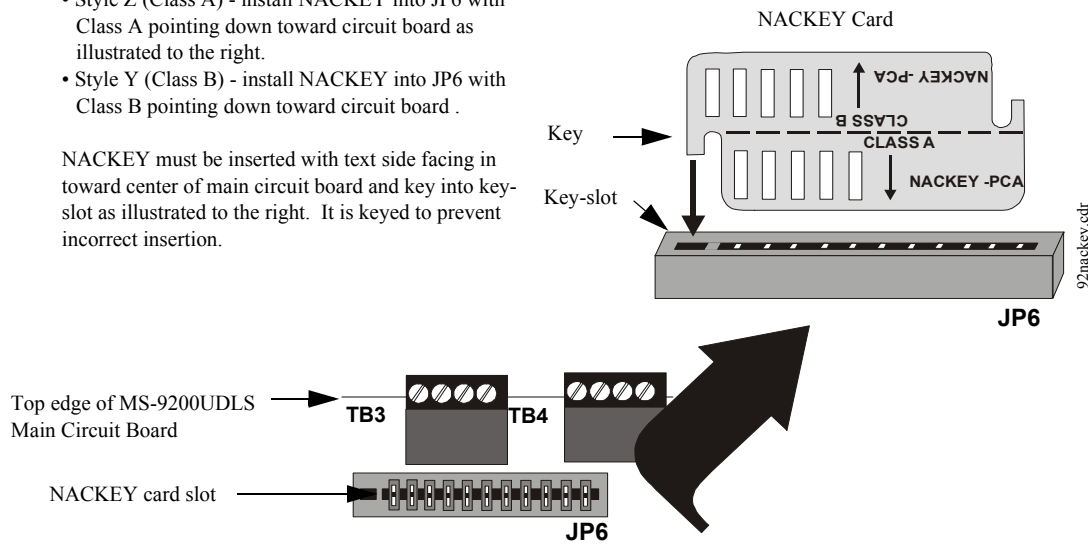 • Style Z (Class A) - install NACKEY into JP6 with
Class A pointing down toward circuit board as
illustrated to the right.
• Style Y (Class B) - install NACKEY into JP6 with
Class B pointing down toward circuit board .
NACKEY must be inserted with text side facing in
toward center of main circuit board and key into key-
slot as illustrated to the right. It is keyed to prevent
incorrect insertion.
NACKEY Card
NACKEY -PCA
CLASS B
CLASS A
NACKEY -PCA
Key
Key-slot
92nackey.cdr
JP6
Top edge of MS-9200UDLS
Main Circuit Board
TB3
TB4
NACKEY card slot
JP6